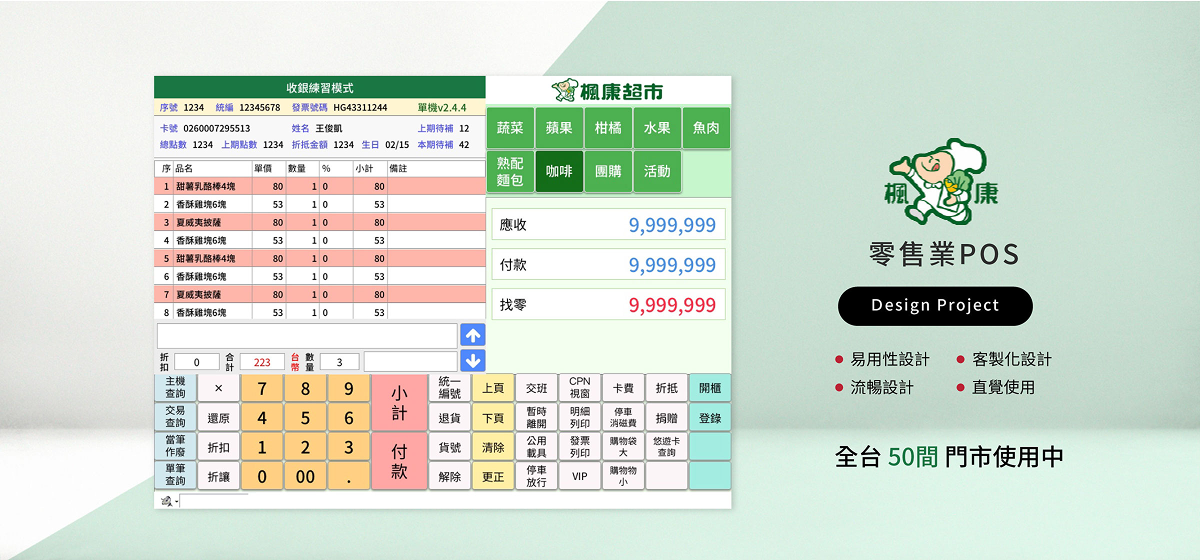 收銀練習模式
序號 1234 統編 12345678 發票號碼 HG43311244 單機v2.4.4
卡號 0260007295513 姓名 王俊凱 上期待補 12
總點數 1234 上期點數 1234 折抵金額 1234 生日 02/15 本期待補 42
序 品名 單價 數量 % 小計 備註
1 甜薯乳酪棒4塊 80 1 0 80
2 香酥雞塊6塊 53 1 0 53
3 夏威夷披薩 80 1 0 80
4 香酥雞塊6塊 53 1 0 53
5 甜薯乳酪棒4塊 80 1 0 80
6 香酥雞塊6塊 53 1 0 53
7 夏威夷披薩 80 1 0 80
8 香酥雞塊6塊 53 1 0 53
折扣 0 合計 223 台幣 數量 3
楓康超市
蔬菜 蘋果 柑橘 水果 魚肉
熟配麵包 咖啡 團購 活動
應收 9,999,999
付款 9,999,999
找零 9,999,999
主機查詢 × 7 8 9 小計 統一編號 上頁 交班 CPN視窗 卡費 折抵 開櫃
交易查詢 還原 4 5 6 退貨 下頁 暫時離開 明細列印 停車消磁費 捐贈 登錄
當筆作廢 折扣 1 2 3 付款 貨號 清除 公用載具 發票列印 購物袋大 悠遊卡查詢
單筆查詢 折讓 0 00 . 解除 更正 停車放行 VIP 購物物小
楓康
零售業POS
Design Project
易用性設計 客製化設計
流暢設計 直覺使用
全台 50間 門市使用中